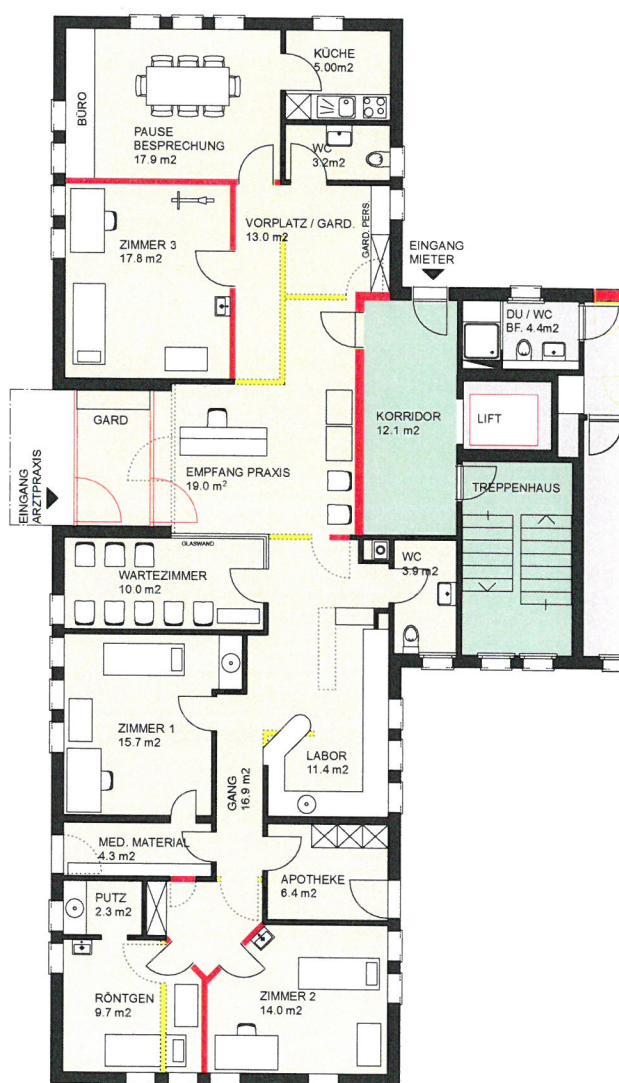 KÜCHE
5.00m2
BÜRO
PAUSE
BESPRECHUNG
17.9 m2
WC
3.2m2
VORPLATZ / GARD.
13.0 m2
GARD. PERS.
ZIMMER 3
17.8 m2
EINGANG
MIETER
DU / WC
BF. 4.4m2
GARD
KORRIDOR
12.1 m2
LIFT
EINGANG
ARZTPRAXIS
EMPFANG PRAXIS
19.0 m²
TREPPENHAUS
GLASWAND
WARTEZIMMER
10.0 m2
WC
3.9 m2
ZIMMER 1
15.7 m2
LABOR
11.4 m2
GANG
16.9 m2
MED. MATERIAL
4.3 m2
APOTHEKE
6.4 m2
PUTZ
2.3 m2
RÖNTGEN
9.7 m2
ZIMMER 2
14.0 m2